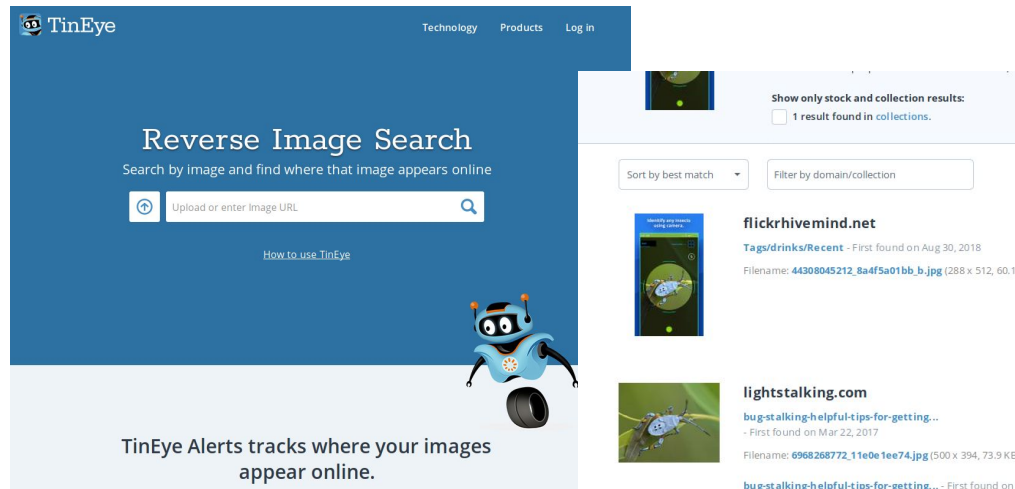 TinEye
Technology Products Log in
Reverse Image Search
Search by image and find where that image appears online
Upload or enter Image URL
How to use TinEye
TinEye Alerts tracks where your images
appear online.
Show only stock and collection results:
1 result found in collections.
Sort by best match
Filter by domain/collection
Identify any insects
using camera.
flickrhivemind.net
Tags/drinks/Recent - First found on Aug 30, 2018
Filename: 44308045212_8a4f5a01bb_b.jpg (288 x 512, 60.1
lightstalking.com
bug-stalking-helpful-tips-for-getting...
- First found on Mar 22, 2017
Filename: 6968268772_11e0e1ee74.jpg (500 x 394, 73.9 KB
bug-stalking-helpful-tips-for-getting... - First found on